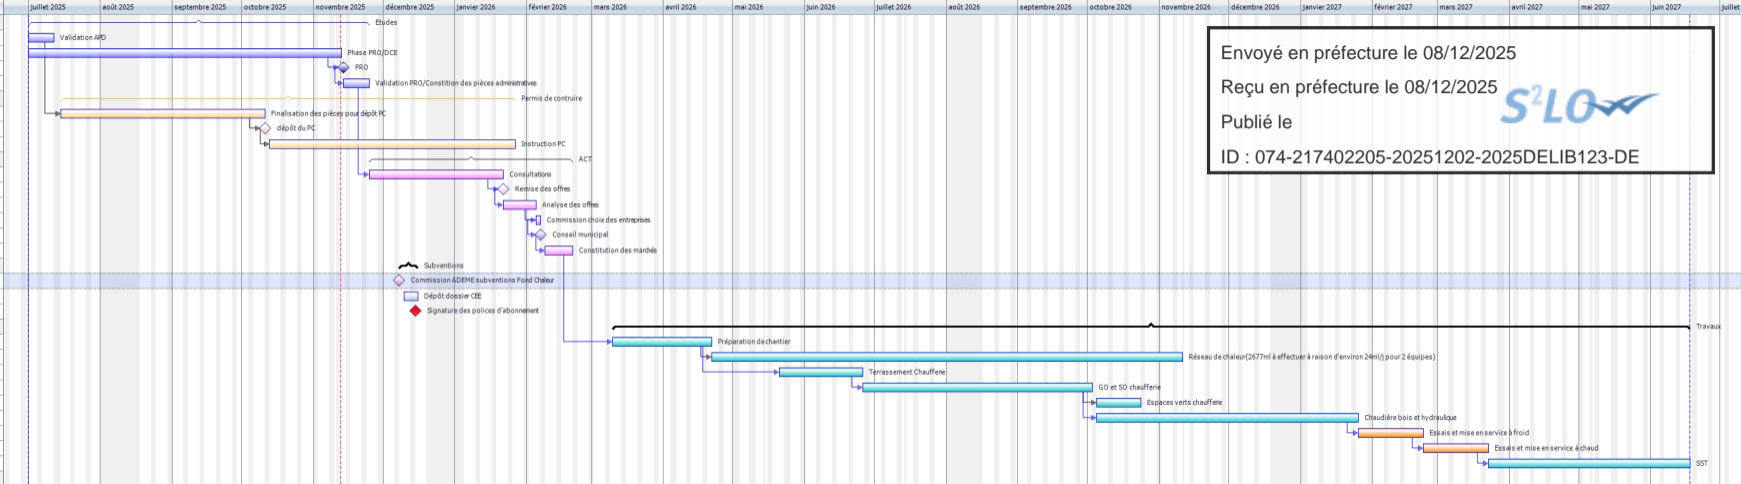 juillet 2025 août 2025 septembre 2025 octobre 2025 novembre 2025 décembre 2025 janvier 2026 février 2026 mars 2026 avril 2026 mai 2026 juin 2026 juillet 2026 août 2026 septembre 2026 octobre 2026 novembre 2026 décembre 2026 janvier 2027 février 2027 mars 2027 avril 2027 mai 2027 juin 2027 juillet
Etudes
Validation APD
Phase PRO/DCE
PRO
Validation PRO/Constition des pièces administratives
Permis de contruire
Finalisation des pièces pour dépôt PC
dépôt du PC
Instruction PC
ACT
Consultations
Remise des offres
Analyse des offres
Commission choix des entreprises
Conseil municipal
Constitution des marchés
Subventions
Commission ADEME subventions Fond Chaleur
Dépôt dossier CEE
Signature des polices d'abonnement
Travaux
Préparation de chantier
Réseau de chaleur(2677ml à effectuer à raison d'environ 24ml/j pour 2 équipes)
Terrassement Chaufferie
GO et SO chaufferie
Espaces verts chaufferie
Chaudière bois et hydraulique
Essais et mise en service à froid
Essais et mise en service à chaud
SST
Envoyé en préfecture le 08/12/2025
Reçu en préfecture le 08/12/2025
Publié le
ID : 074-217402205-20251202-2025DELIB123-DE
S²LO